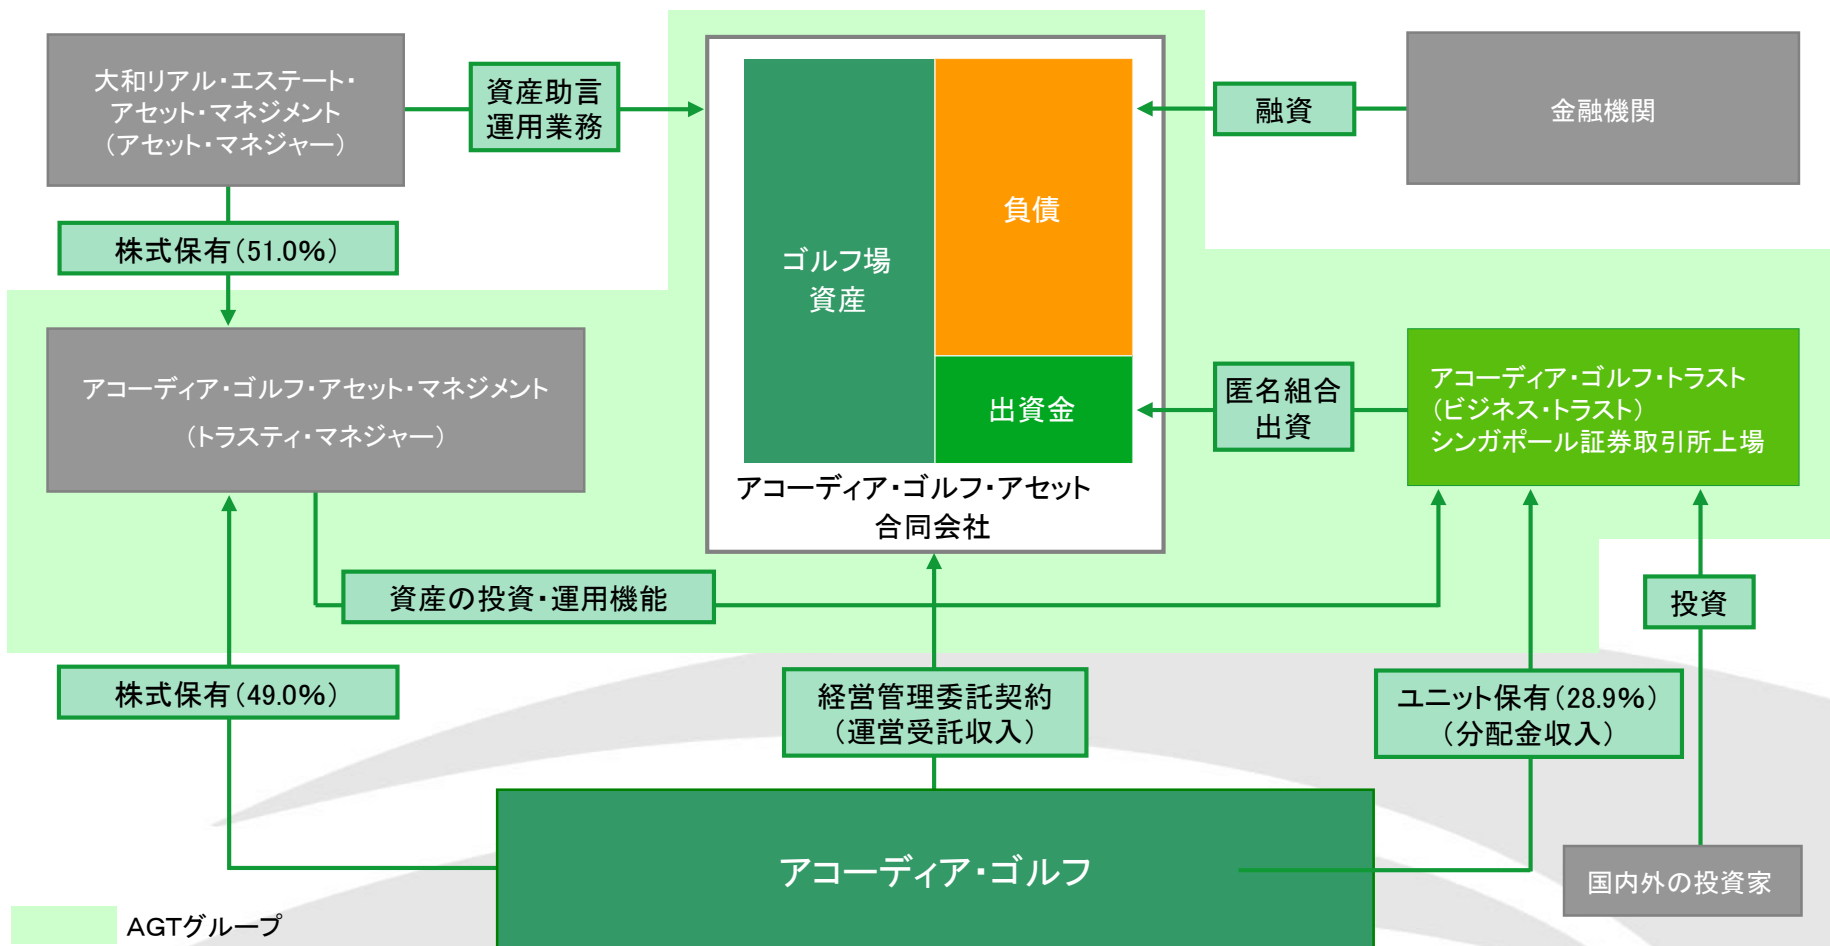 大和リアル・エステート・
アセット・マネジメント
（アセット・マネジャー）
資産助言
運用業務
融資
金融機関
株式保有（51.0%）
ゴルフ場
資産
負債
出資金
アコーディア・ゴルフ・アセット
合同会社
アコーディア・ゴルフ・アセット・マネジメント
（トラスティ・マネジャー）
匿名組合
出資
アコーディア・ゴルフ・トラスト
（ビジネス・トラスト）
シンガポール証券取引所上場
資産の投資・運用機能
投資
株式保有（49.0%）
経営管理委託契約
（運営受託収入）
ユニット保有（28.9%）
（分配金収入）
アコーディア・ゴルフ
国内外の投資家
AGTグループ